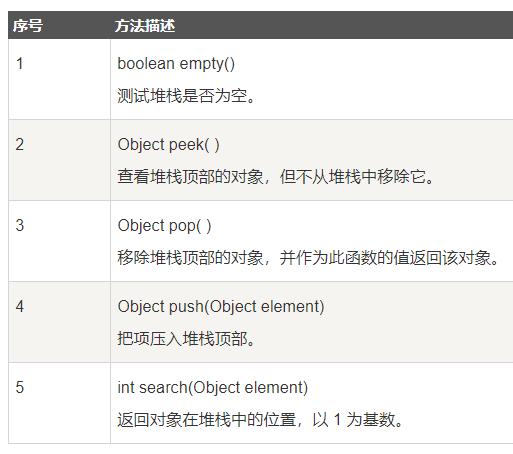 序号 方法描述
1 boolean empty()
测试堆栈是否为空。
2 Object peek( )
查看堆栈顶部的对象，但不从堆栈中移除它。
3 Object pop( )
移除堆栈顶部的对象，并作为此函数的值返回该对象。
4 Object push(Object element)
把项压入堆栈顶部。
5 int search(Object element)
返回对象在堆栈中的位置，以 1 为基数。